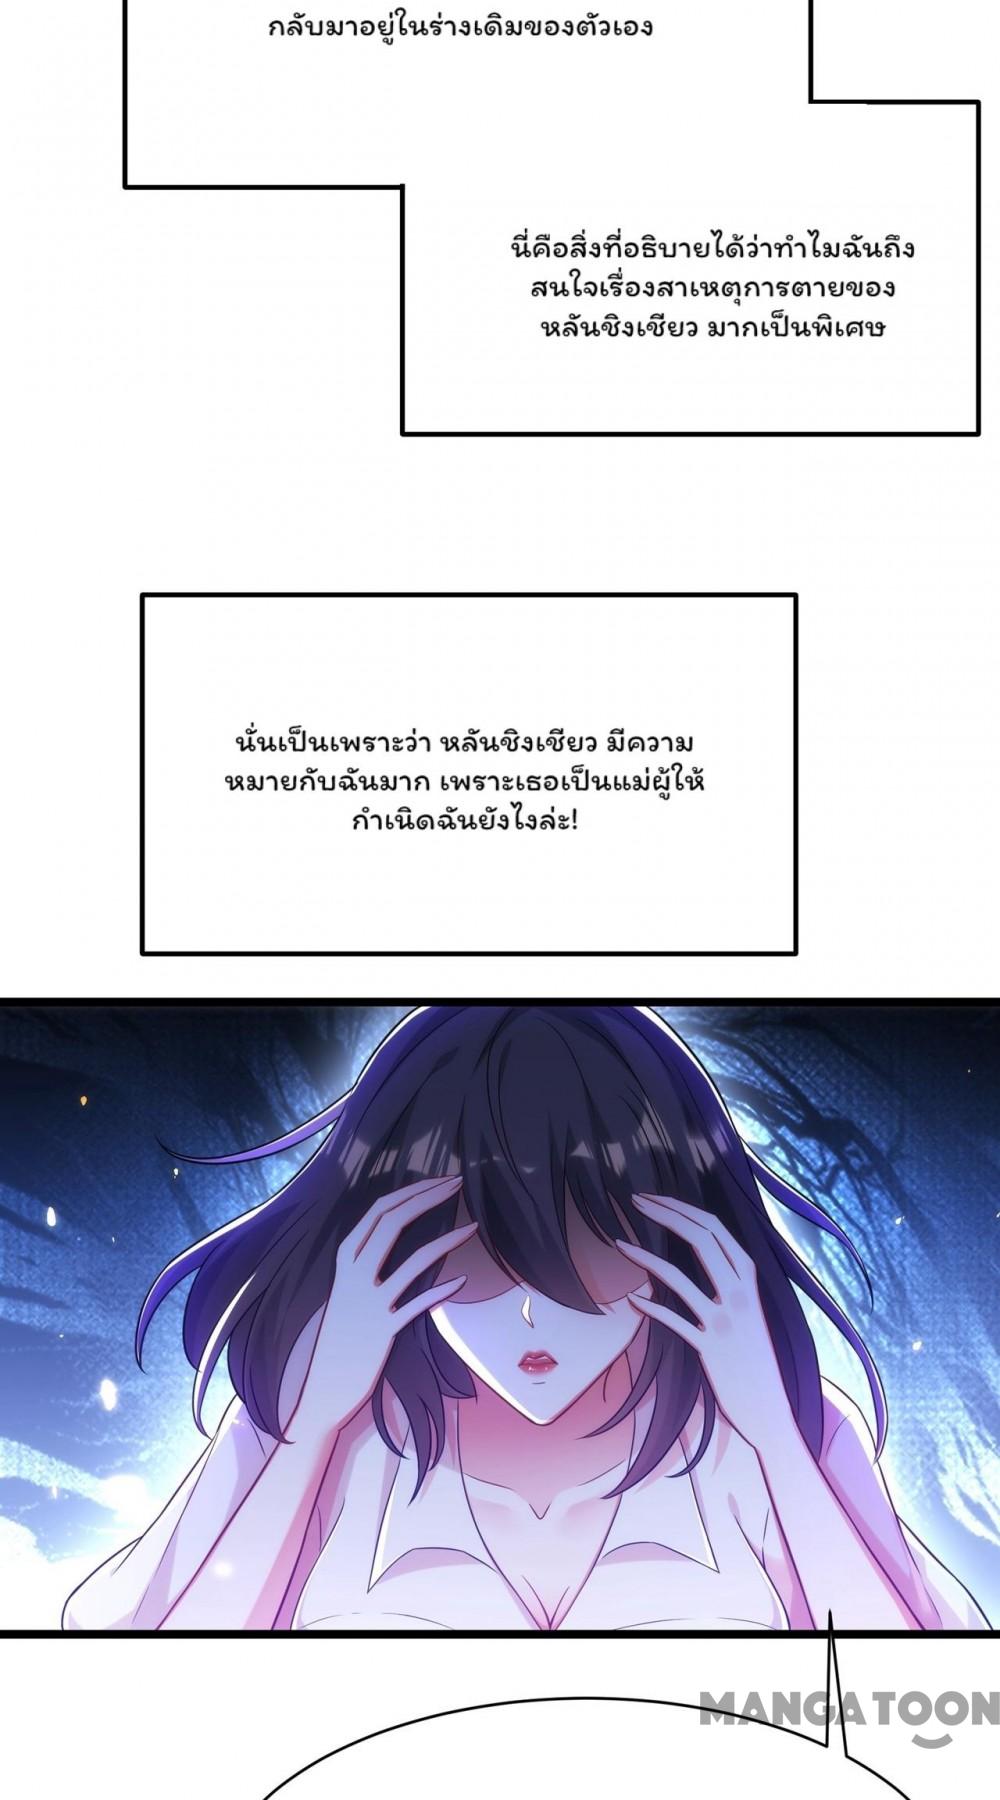 กลับมาอยู่ในร่างเดิมของตัวเอง
นี่คือสิ่งที่อธิบายได้ว่าทำไมฉันถึง
สนใจเรื่องสาเหตุการตายของ
หลันชิงเชียว มากเป็นพิเศษ
นั่นเป็นเพราะว่า หลันชิงเชียว มีความ
หมายกับฉันมาก เพราะเธอเป็นแม่ผู้ให้
กำเนิดฉันยังไงล่ะ!
MANGATOON